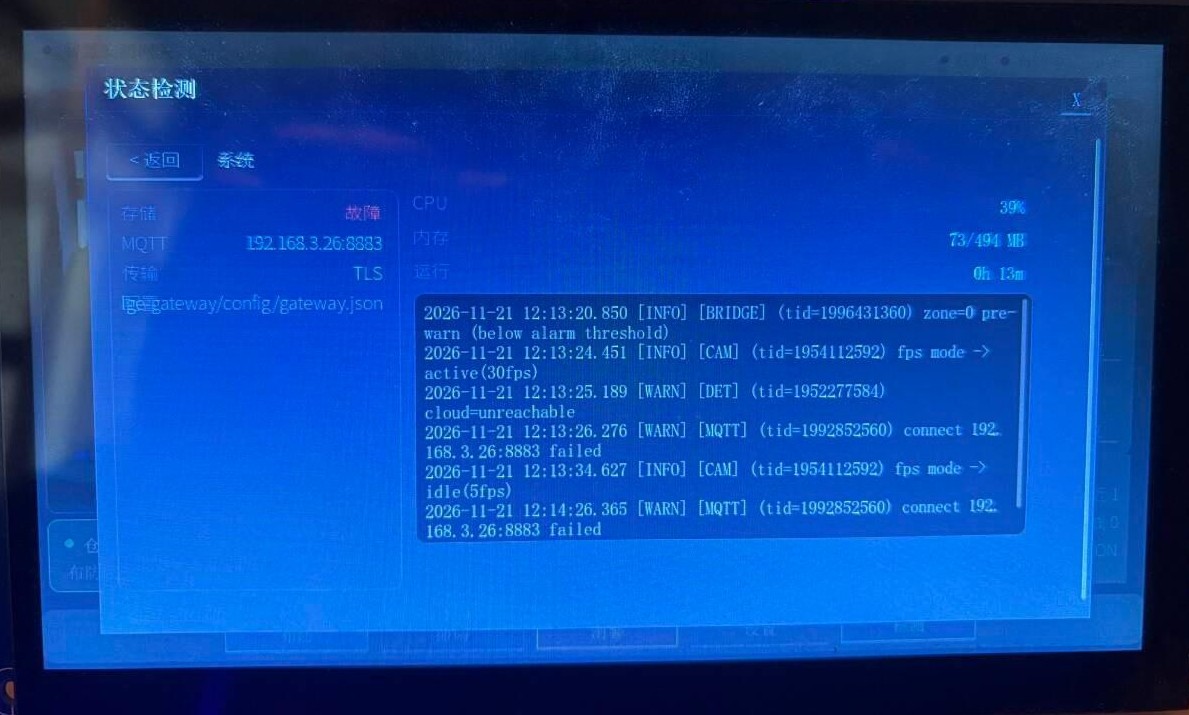 状态检测
X
< 返回 系统
存储 故障
MQTT 192.168.3.26:8883
传输 TLS
ge-gateway/config/gateway.json
CPU 39%
内存 73/494 MB
运行 0h 13m
2026-11-21 12:13:20.850 [INFO] [BRIDGE] (tid=1996431360) zone=0 pre-
warn (below alarm threshold)
2026-11-21 12:13:24.451 [INFO] [CAM] (tid=1954112592) fps mode ->
active(30fps)
2026-11-21 12:13:25.189 [WARN] [DET] (tid=1952277584)
cloud=unreachable
2026-11-21 12:13:26.276 [WARN] [MQTT] (tid=1992852560) connect 192.
168.3.26:8883 failed
2026-11-21 12:13:34.627 [INFO] [CAM] (tid=1954112592) fps mode ->
idle(5fps)
2026-11-21 12:14:26.365 [WARN] [MQTT] (tid=1992852560) connect 192.
168.3.26:8883 failed